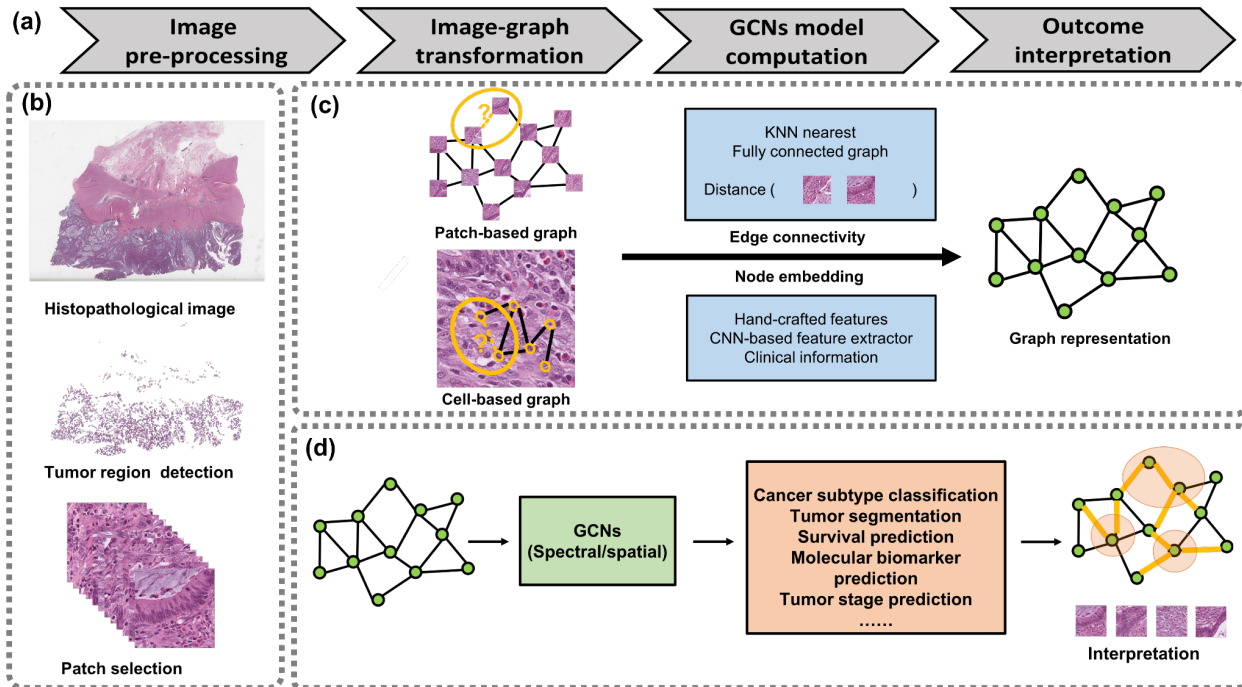 (a)
Image
pre-processing
Image-graph
transformation
GCNs model
computation
Outcome
interpretation
(b)
Histopathological image
Tumor region detection
Patch selection
(c)
?
Patch-based graph
?
?
Cell-based graph
KNN nearest
Fully connected graph
Distance ( )
Edge connectivity
Node embedding
Hand-crafted features
CNN-based feature extractor
Clinical information
Graph representation
(d)
GCNs
(Spectral/spatial)
Cancer subtype classification
Tumor segmentation
Survival prediction
Molecular biomarker
prediction
Tumor stage prediction
......
Interpretation